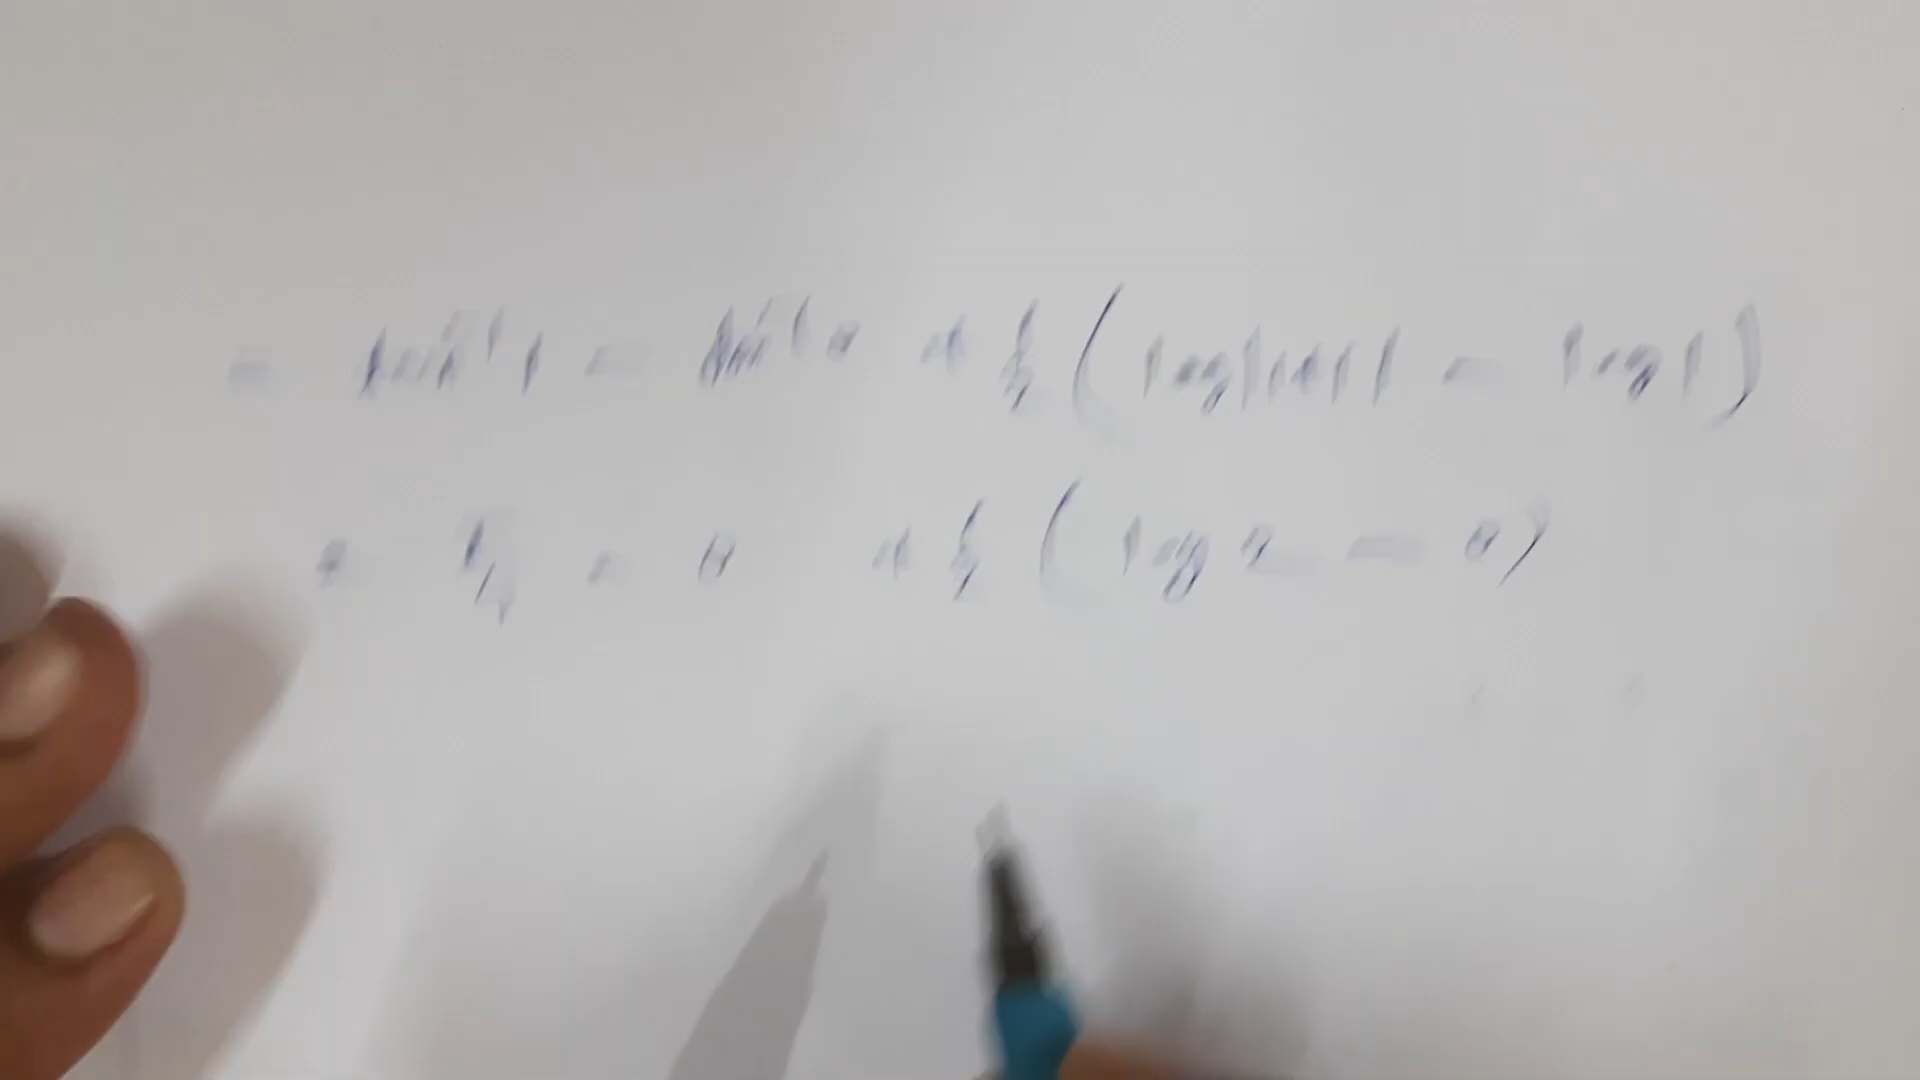 = tan⁻¹ 1 - tan⁻¹ 0 + 1/2 ( log|1+1| - log 1 )
= π/4 - 0 + 1/2 ( log 2 - 0 )